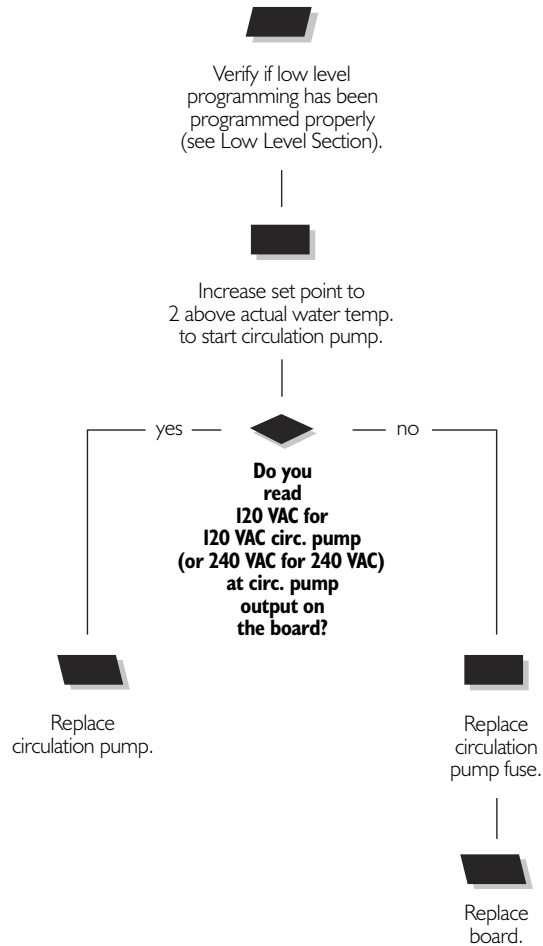 Verify if low level
programming has been
programmed properly
(see Low Level Section).
Increase set point to
2 above actual water temp.
to start circulation pump.
yes
no
Do you
read
120 VAC for
120 VAC circ. pump
(or 240 VAC for 240 VAC)
at circ. pump
output on
the board?
Replace
circulation pump.
Replace
circulation
pump fuse.
Replace
board.